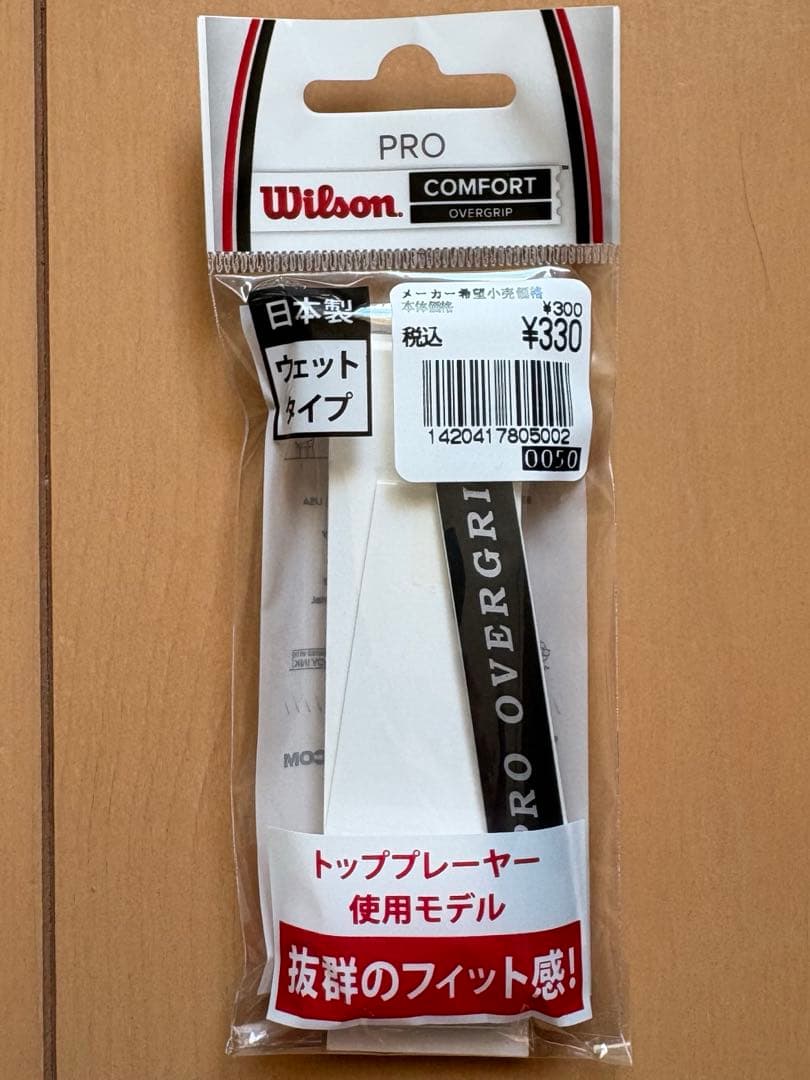 PRO
Wilson.
COMFORT
OVERGRIP
日本製
ウェット
タイプ
メーカー希望小売価格
本体価格 ¥300
税込 ¥330
1420417805002
0050
PRO OVERGRI
トッププレーヤー
使用モデル
抜群のフィット感!